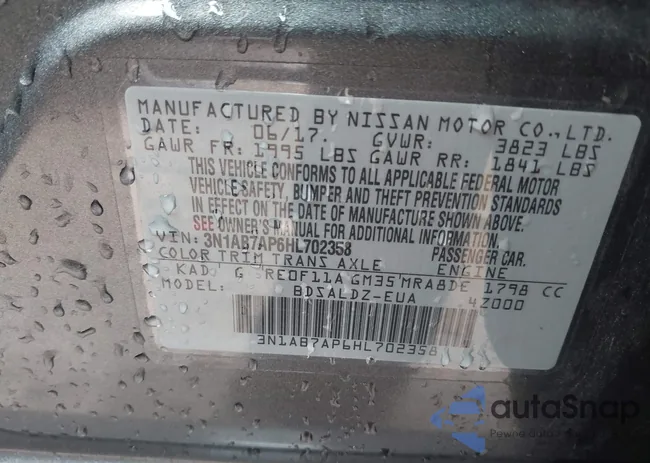 MANUFACTURED BY NISSAN MOTOR CO., LTD.
DATE: 06/17 GVWR: 3823 LBS
GAWR FR: 1995 LBS GAWR RR: 1841 LBS
THIS VEHICLE CONFORMS TO ALL APPLICABLE FEDERAL MOTOR
VEHICLE SAFETY, BUMPER AND THEFT PREVENTION STANDARDS
IN EFFECT ON THE DATE OF MANUFACTURE SHOWN ABOVE.
SEE OWNER'S MANUAL FOR ADDITIONAL INFORMATION.
VIN: 3N1AB7AP6HL702358 PASSENGER CAR.
COLOR TRIM TRANS AXLE ENGINE
KAD G RE0F11A GM35 MRA8DE 1798 CC
MODEL: BDSALDZ-EUA 4Z000
3N1AB7AP6HL702358
autoSnap